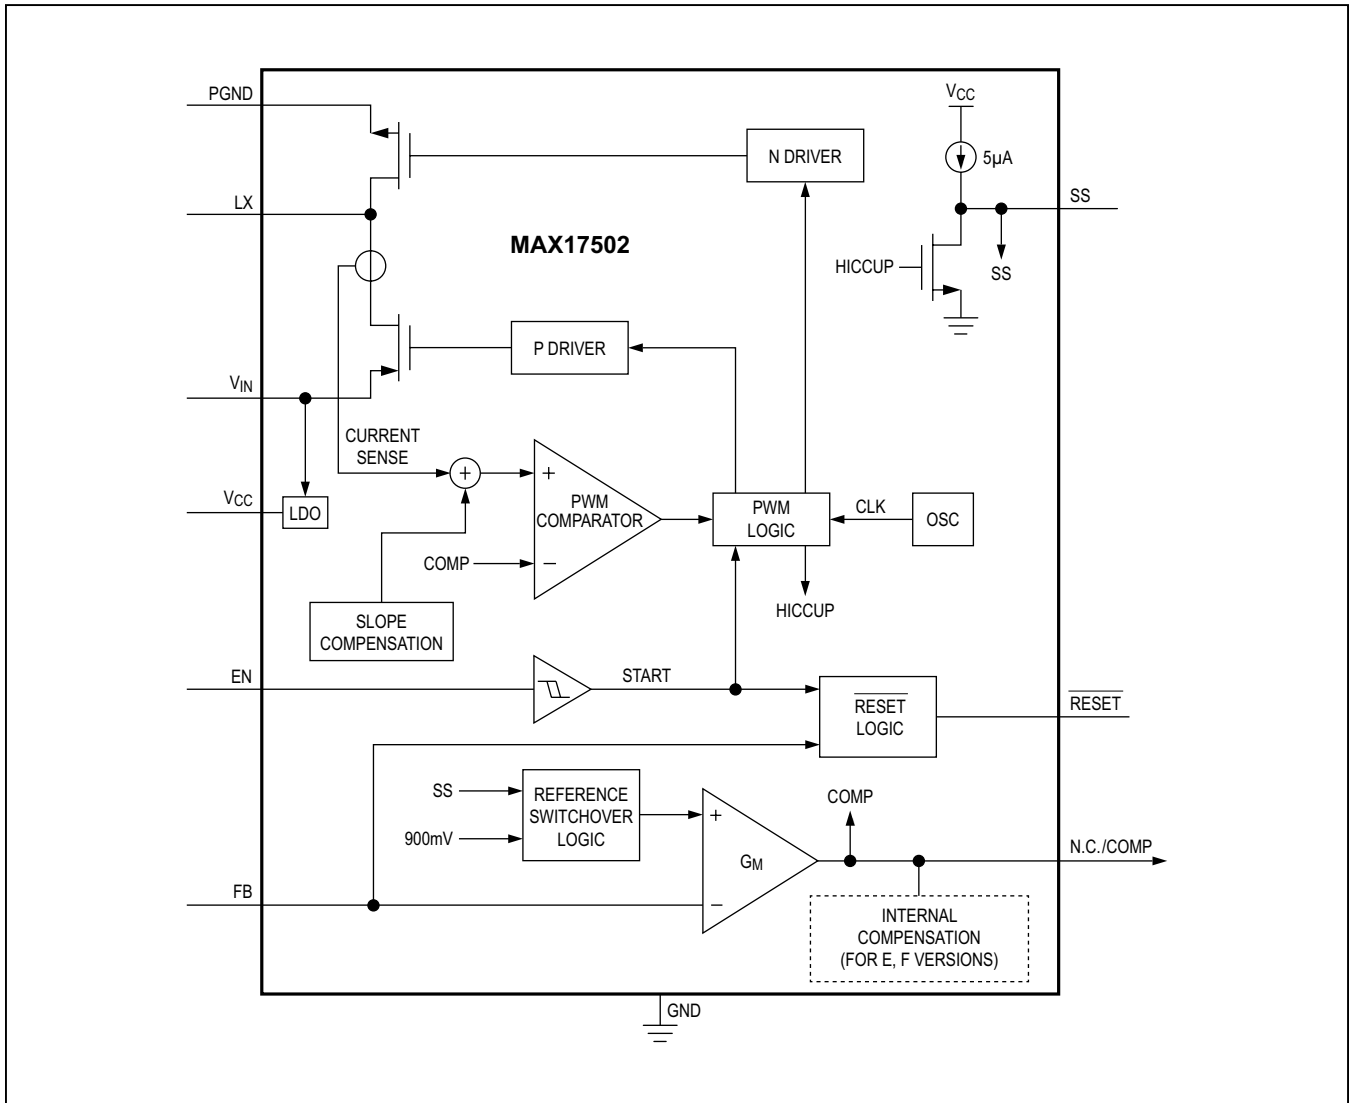 PGND
N DRIVER
VCC
5µA
LX
SS
MAX17502
HICCUP
SS
P DRIVER
VIN
CURRENT
SENSE
+
+
VCC
LDO
PWM
COMPARATOR
PWM
LOGIC
CLK
OSC
COMP
−
HICCUP
SLOPE
COMPENSATION
EN
START
RESET
LOGIC
RESET
SS
900mV
REFERENCE
SWITCHOVER
LOGIC
+
COMP
GM
N.C./COMP
FB
−
INTERNAL
COMPENSATION
(FOR E, F VERSIONS)
GND